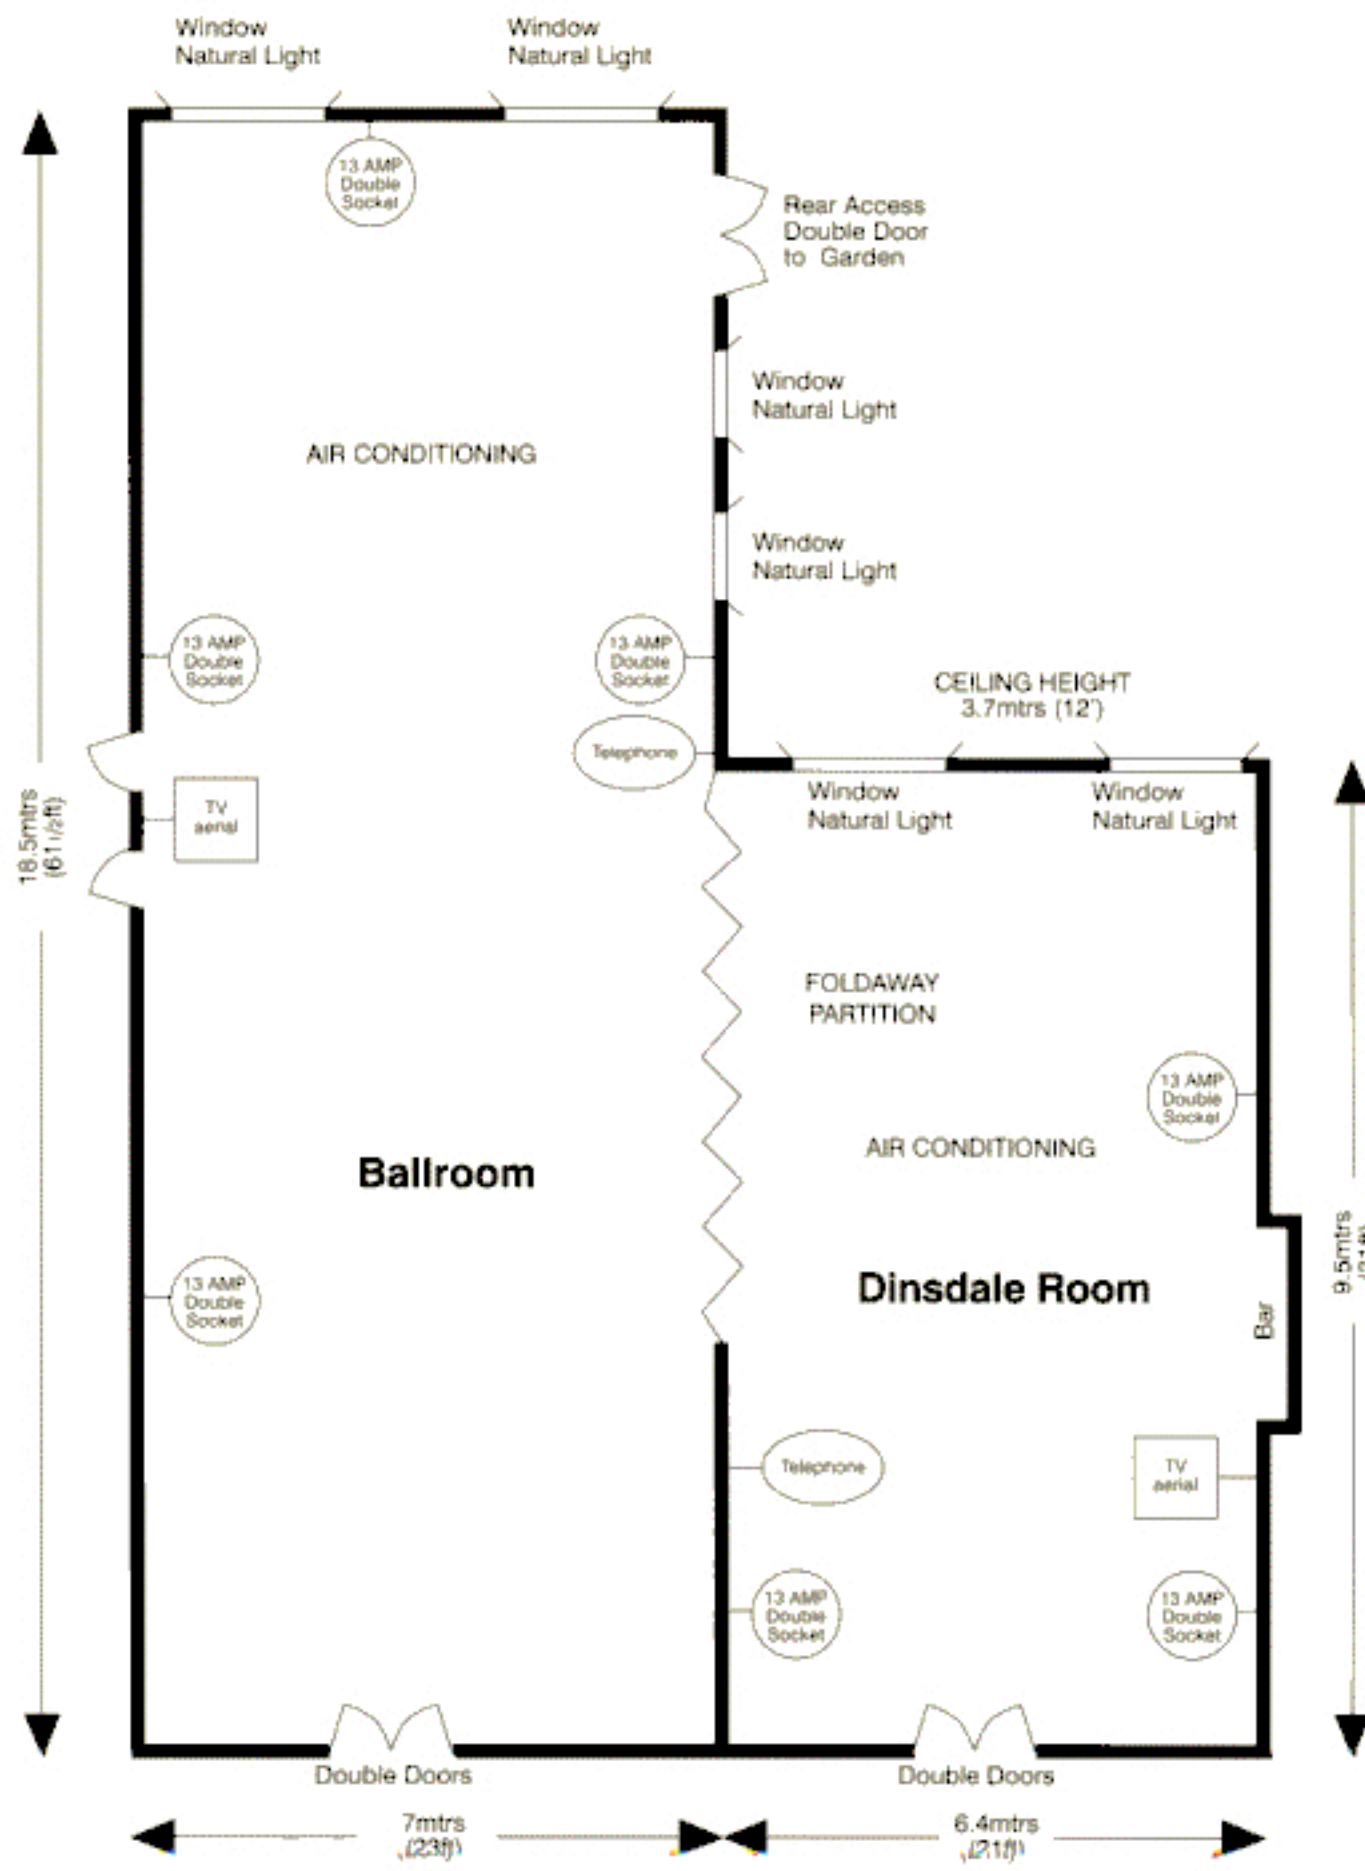 Window
Natural Light
Window
Natural Light
13 AMP
Double
Socket
Rear Access
Double Door
to Garden
Window
Natural Light
AIR CONDITIONING
Window
Natural Light
13 AMP
Double
Socket
13 AMP
Double
Socket
Telephone
CEILING HEIGHT
3.7mtrs (12')
Window
Natural Light
Window
Natural Light
18.5mtrs
(61 1/2ft)
TV
aerial
FOLDAWAY
PARTITION
13 AMP
Double
Socket
AIR CONDITIONING
Ballroom
Dinsdale Room
9.5mtrs
Bar
13 AMP
Double
Socket
Telephone
TV
aerial
13 AMP
Double
Socket
13 AMP
Double
Socket
Double Doors
Double Doors
7mtrs
(23ft)
6.4mtrs
(21ft)